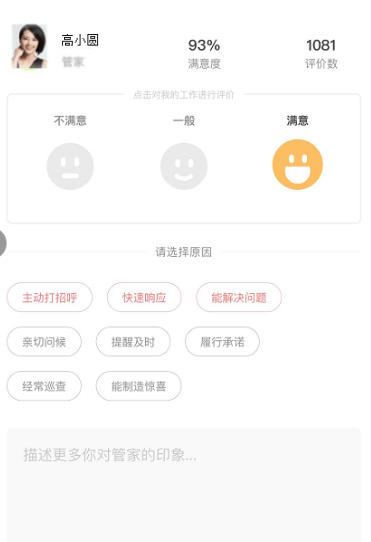 高小圆
管家
93%
满意度
1081
评价数
点击对我的工作进行评价
不满意 一般 满意
请选择原因
主动打招呼 快速响应 能解决问题
亲切问候 提醒及时 履行承诺
经常巡查 能制造惊喜
描述更多你对管家的印象...